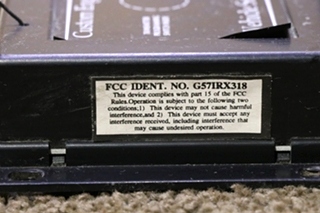 Custom Eng
FCC IDENT. NO. G57IRX318
This device complies with part 15 of the FCC
Rules.Operation is subject to the following two
conditions;1) This device may not cause harmful
interference,and 2) This device must accept any
interference received, including interference that
may cause undesired operation.